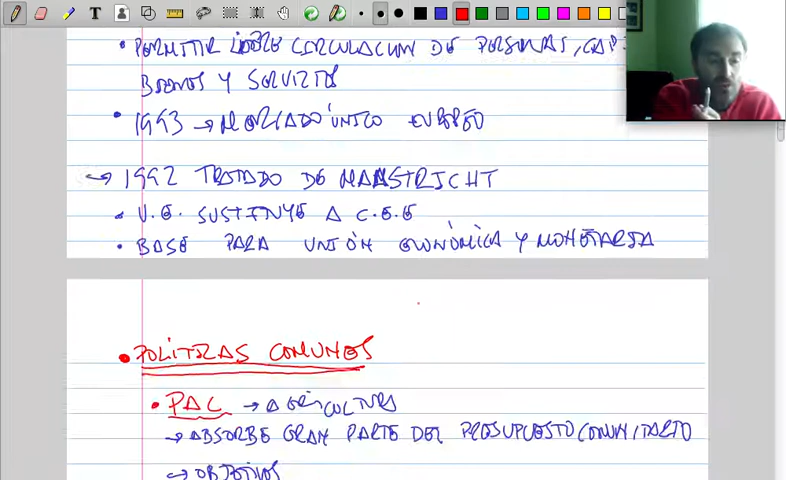 • PERMITIR LIBRE CIRCULACIÓN DE PERSONAS, CAP
BIENES Y SERVICIOS
• 1993 → MERCADO ÚNICO EUROPEO
↪ 1992 TRATADO DE MAASTRICHT
• U.E. SUSTITUYE A C.E.E
• BASE PARA UNIÓN ECONÓMICA Y MONETARIA
• POLÍTICAS COMUNES
• PAC → AGRICULTURA
→ ABSORBE GRAN PARTE DEL PRESUPUESTO COMUNITARIO
↪ OBJETIVOS